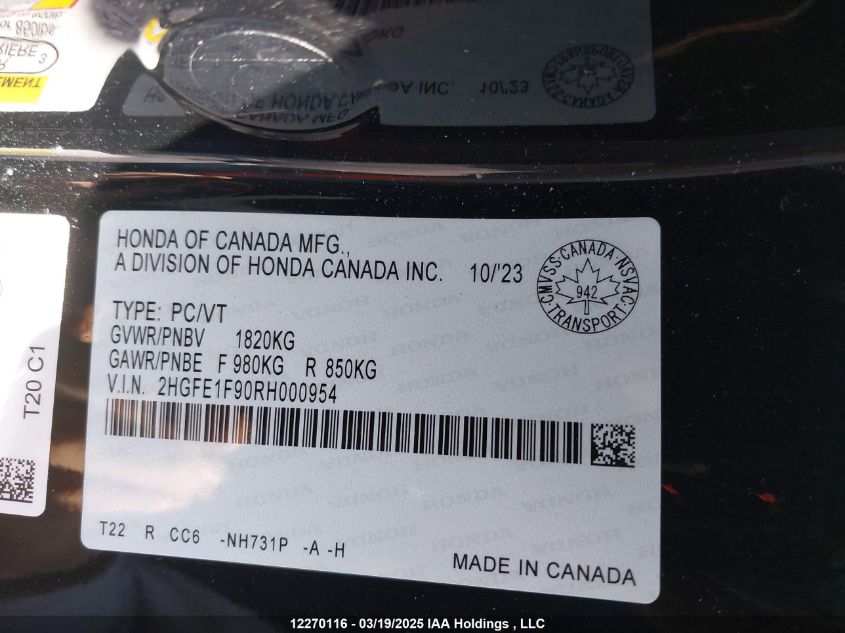 HONDA OF CANADA MFG.,
A DIVISION OF HONDA CANADA INC. 10/'23
CMVSS·CANADA·NSVAC
942
TRANSPORT
TYPE: PC/VT
GVWR/PNBV 1820KG
GAWR/PNBE F 980KG R 850KG
V.I.N. 2HGFE1F90RH000954
T22 R CC6 -NH731P -A -H
MADE IN CANADA
T20 C1
12270116 - 03/19/2025 IAA Holdings , LLC